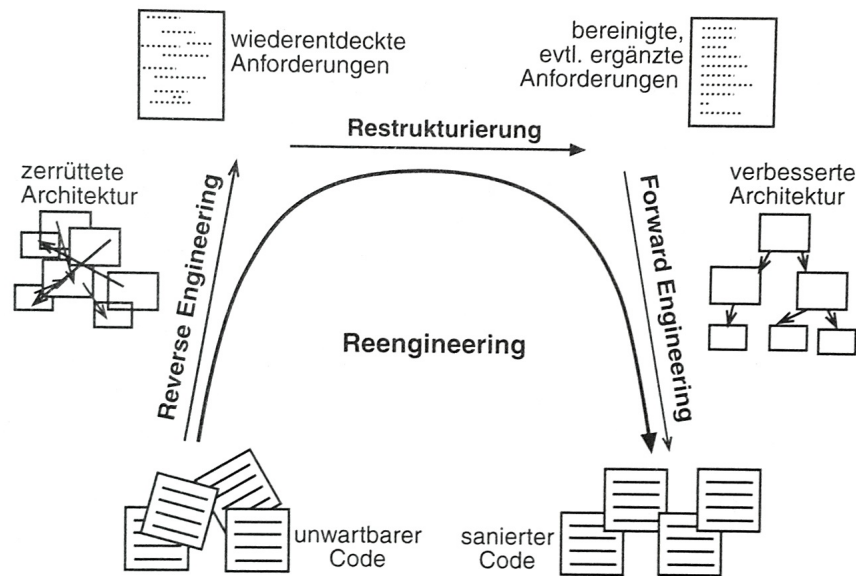 wiederentdeckte
Anforderungen
bereinigte,
evtl. ergänzte
Anforderungen
Restrukturierung
zerrüttete
Architektur
verbesserte
Architektur
Reverse Engineering
Forward Engineering
Reengineering
unwartbarer
Code
sanierter
Code